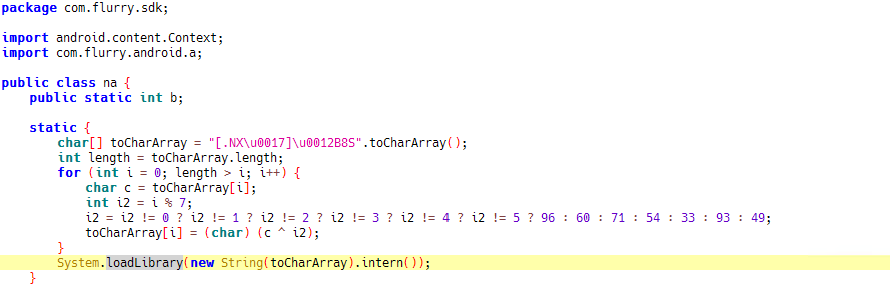 package com.flurry.sdk;
import android.content.Context;
import com.flurry.android.a;
public class na {
public static int b;
static {
char[] toCharArray = "[.NX\u0017]\u0012B8S".toCharArray();
int length = toCharArray.length;
for (int i = 0; length > i; i++) {
char c = toCharArray[i];
int i2 = i % 7;
i2 = i2 != 0 ? i2 != 1 ? i2 != 2 ? i2 != 3 ? i2 != 4 ? i2 != 5 ? 96 : 60 : 71 : 54 : 33 : 93 : 49;
toCharArray[i] = (char) (c ^ i2);
}
System.loadLibrary(new String(toCharArray).intern());
}